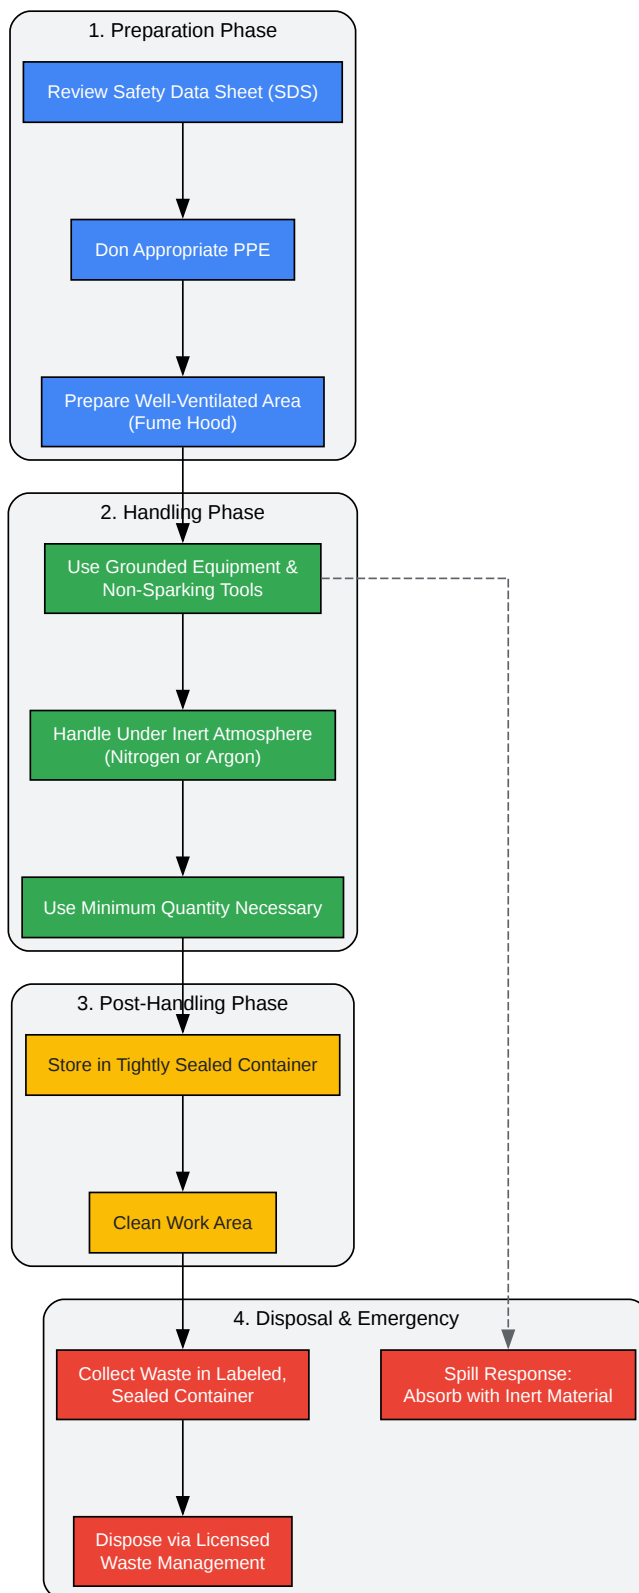 1. Preparation Phase
Review Safety Data Sheet (SDS)
Don Appropriate PPE
Prepare Well-Ventilated Area
(Fume Hood)
2. Handling Phase
Use Grounded Equipment &
Non-Sparking Tools
Handle Under Inert Atmosphere
(Nitrogen or Argon)
Use Minimum Quantity Necessary
3. Post-Handling Phase
Store in Tightly Sealed Container
Clean Work Area
4. Disposal & Emergency
Collect Waste in Labeled,
Sealed Container
Spill Response:
Absorb with Inert Material
Dispose via Licensed
Waste Management